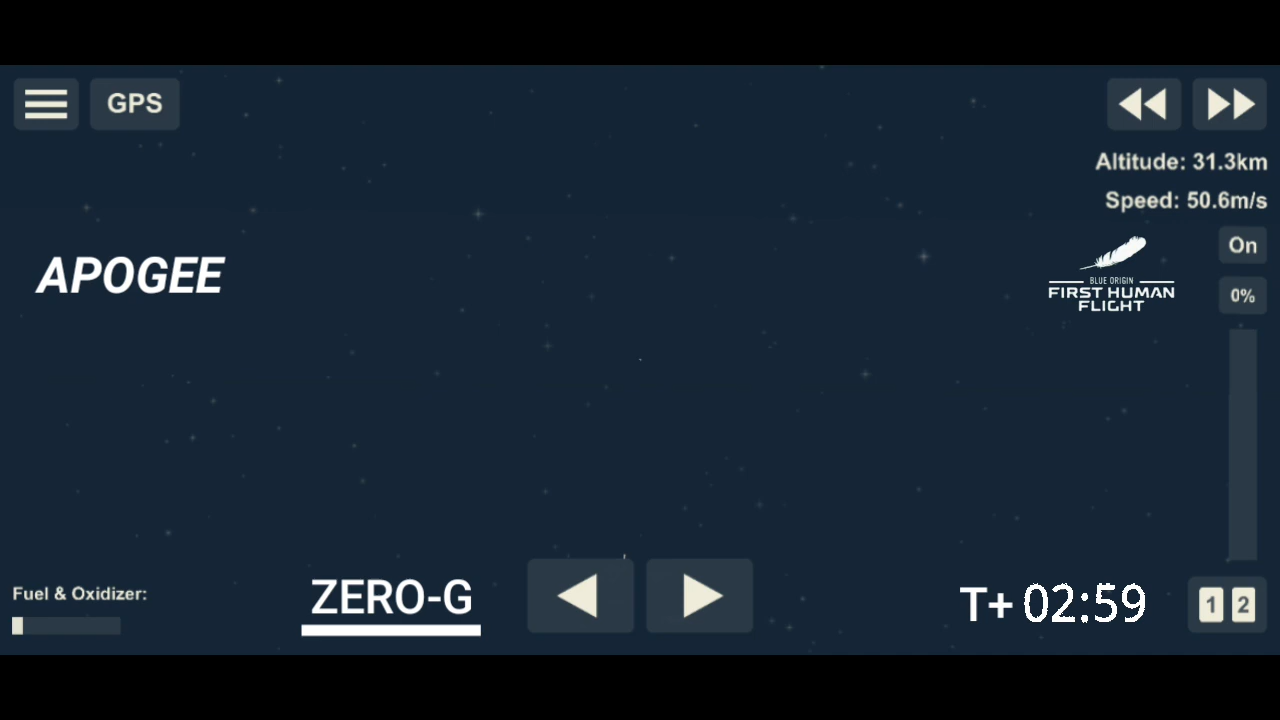 GPS
Altitude: 31.3km
Speed: 50.6m/s
On
APOGEE
BLUE ORIGIN
FIRST HUMAN
FLIGHT
0%
Fuel & Oxidizer:
ZERO-G
T+ 02:59
1 2